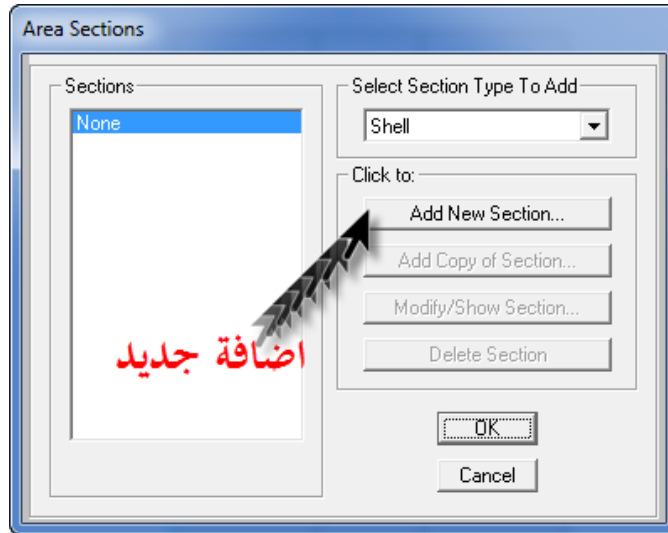 Area Sections
Sections
None
Select Section Type To Add
Shell
Click to:
Add New Section...
Add Copy of Section...
Modify/Show Section...
Delete Section
اضافة جديد
OK
Cancel